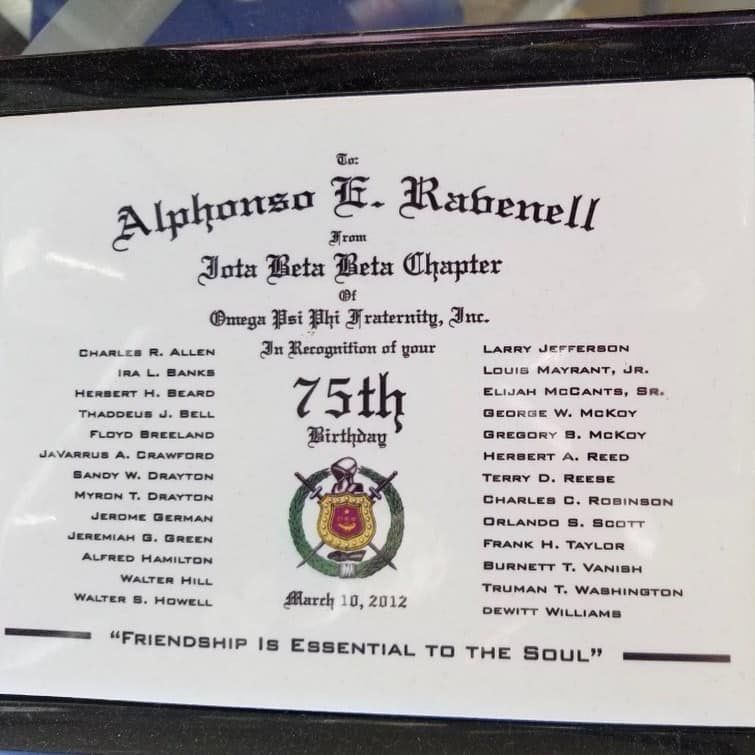 To:
Alphonso E. Ravenell
From
Iota Beta Beta Chapter
Of
Omega Psi Phi Fraternity, Inc.
In Recognition of your
75th
Birthday
CHARLES R. ALLEN
IRA L. BANKS
HERBERT H. BEARD
THADDEUS J. BELL
FLOYD BREELAND
JAVARRUS A. CRAWFORD
SANDY W. DRAYTON
MYRON T. DRAYTON
JEROME GERMAN
JEREMIAH G. GREEN
ALFRED HAMILTON
WALTER HILL
WALTER S. HOWELL
LARRY JEFFERSON
LOUIS MAYRANT, JR.
ELIJAH MCCANTS, SR.
GEORGE W. MCKOY
GREGORY B. MCKOY
HERBERT A. REED
TERRY D. REESE
CHARLES C. ROBINSON
ORLANDO S. SCOTT
FRANK H. TAYLOR
BURNETT T. VANISH
TRUMAN T. WASHINGTON
DEWITT WILLIAMS
March 10, 2012
"FRIENDSHIP IS ESSENTIAL TO THE SOUL"